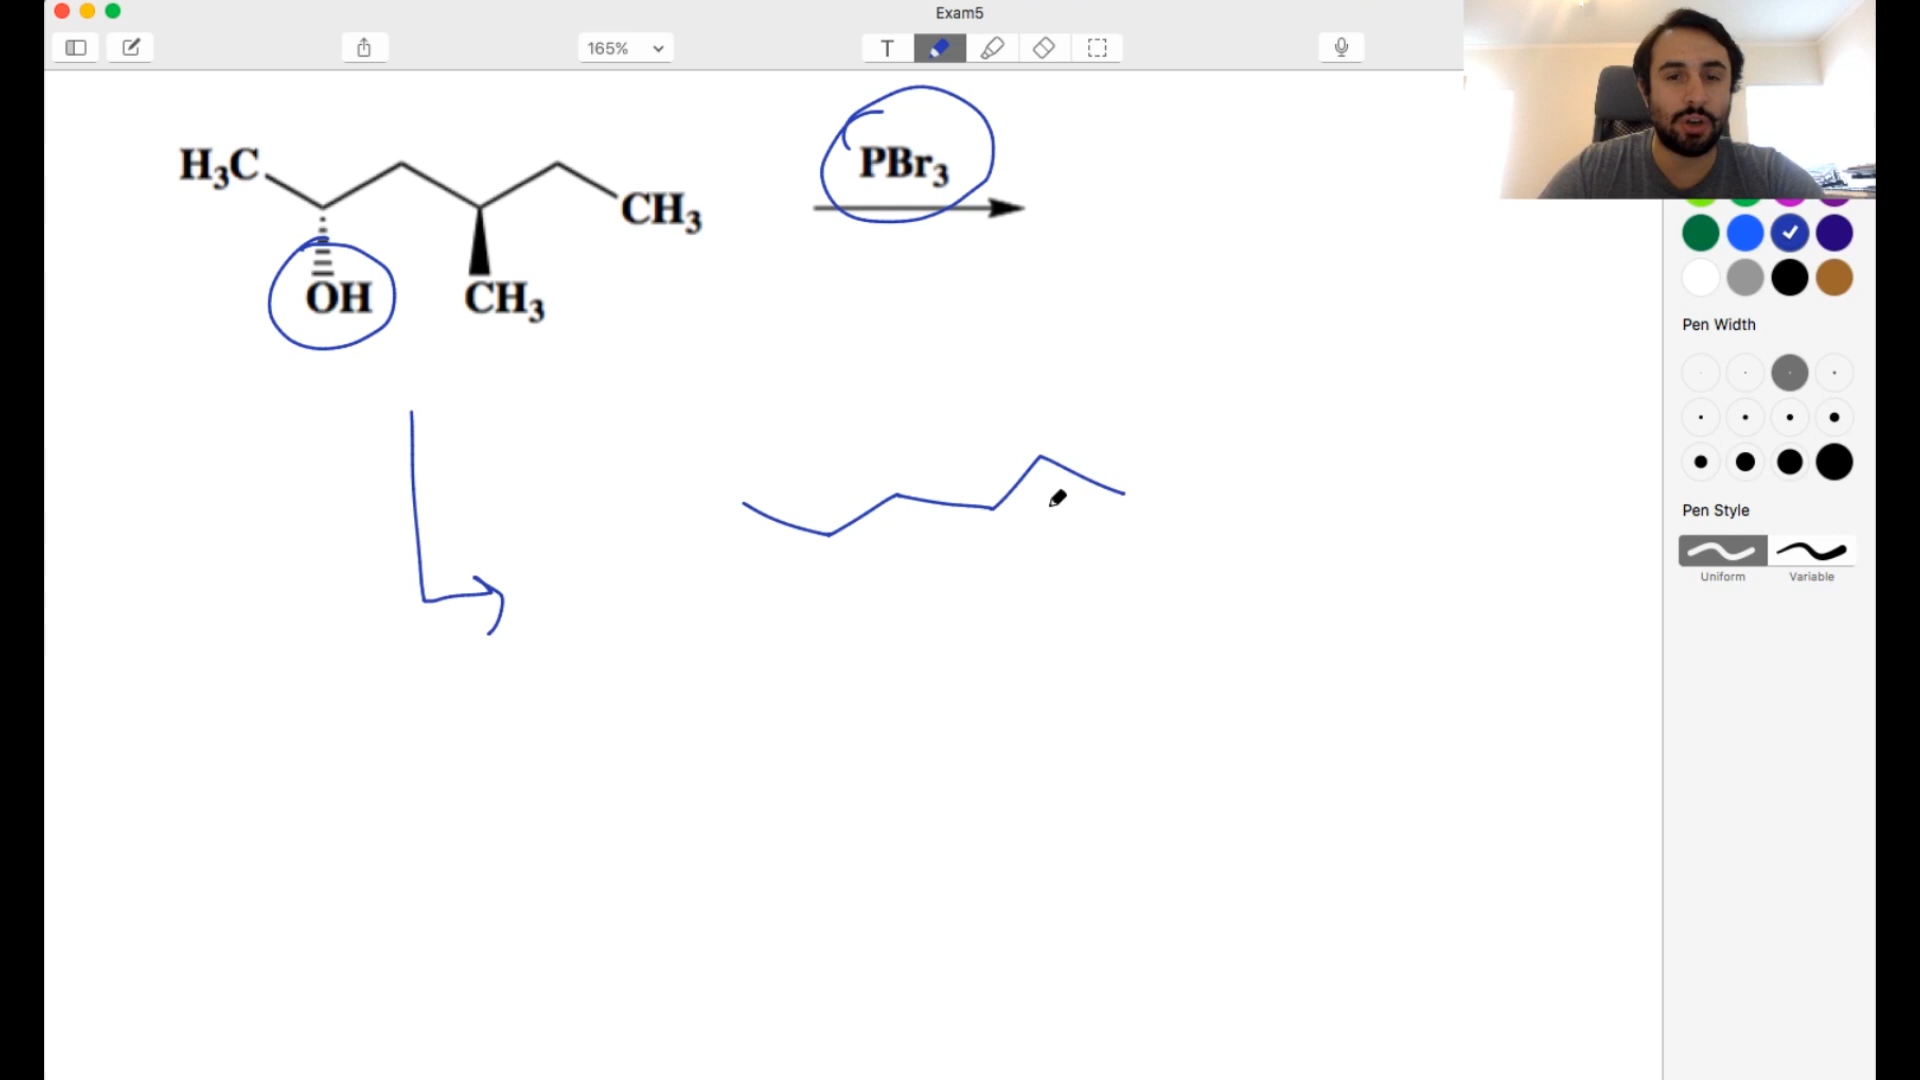 Exam5
165%
T
PBr₃
H₃C
CH₃
OH
CH₃
Pen Width
Pen Style
Uniform
Variable